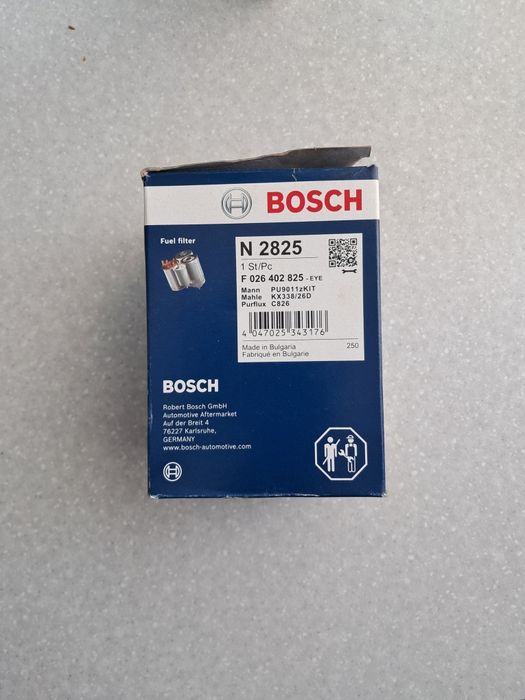 BOSCH
Fuel filter
N 2825
1 St/Pc
F 026 402 825 - EYE
Mann PU9011zKIT
Mahle KX338/26D
Purflux C826
4 047025 343176
Made in Bulgaria 250
Fabriqué en Bulgarie
BOSCH
Robert Bosch GmbH
Automotive Aftermarket
Auf der Breit 4
76227 Karlsruhe,
GERMANY
www.bosch-automotive.com